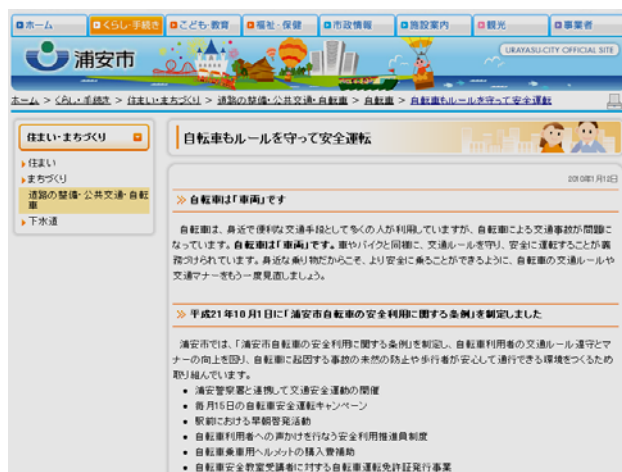 ホーム くらし・手続き こども・教育 福祉・保健 市政情報 施設案内 観光 事業者
浦安市
URAYASU-CITY OFFICIAL SITE
ホーム > くらし・手続き > 住まい・まちづくり > 道路の整備・公共交通・自転車 > 自転車 > 自転車もルールを守って安全運転
住まい・まちづくり
自転車もルールを守って安全運転
住まい
まちづくり
道路の整備・公共交通・自転
車
下水道
2010年1月12日
自転車は「車両」です
自転車は、身近で便利な交通手段として多くの人が利用していますが、自転車による交通事故が問題に
なっています。自転車は「車両」です。車やバイクと同様に、交通ルールを守り、安全に運転することが義
務づけられています。身近な乗り物だからこそ、より安全に乗ることができるように、自転車の交通ルールや
交通マナーをもう一度見直しましょう。
平成21年10月1日に「浦安市自転車の安全利用に関する条例」を制定しました
浦安市では、「浦安市自転車の安全利用に関する条例」を制定し、自転車利用者の交通ルール遵守とマ
ナーの向上を図り、自転車に起因する事故の未然の防止や歩行者が安心して通行できる環境をつくるため
取り組んでいます。
• 浦安警察署と連携して交通安全運動の開催
• 毎月15日の自転車安全運転キャンペーン
• 駅前における早朝啓発活動
• 自転車利用者への声かけを行なう安全利用推進員制度
• 自転車乗車用ヘルメットの購入費補助
• 自転車安全教室受講者に対する自転車運転免許証発行事業